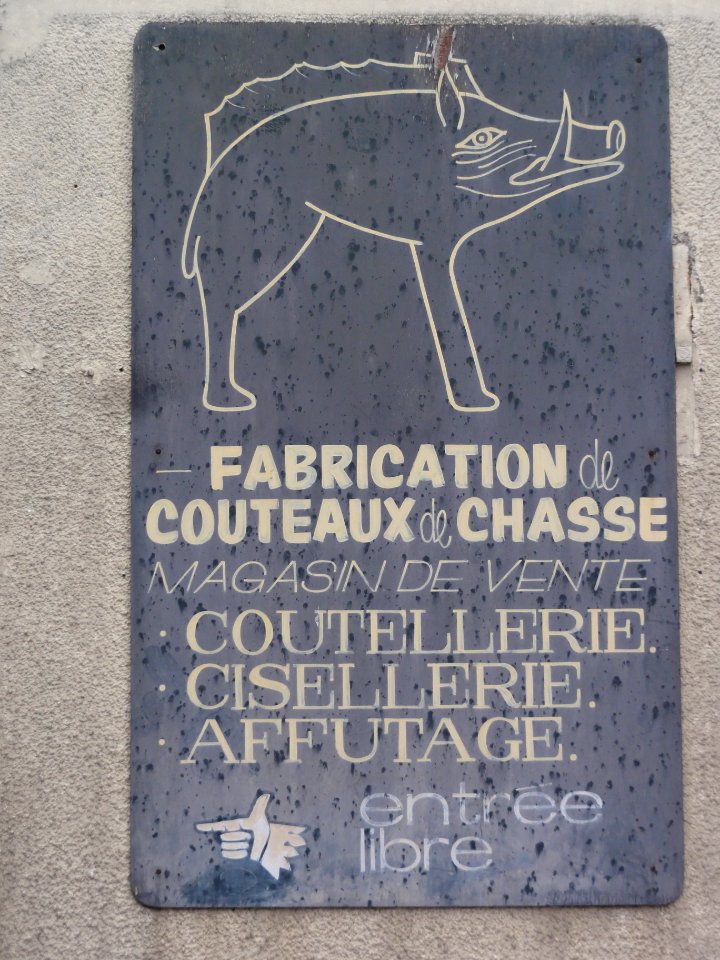 — FABRICATION de
COUTEAUX de CHASSE
MAGASIN DE VENTE
· COUTELLERIE.
· CISELLERIE.
· AFFUTAGE.
entrée
libre